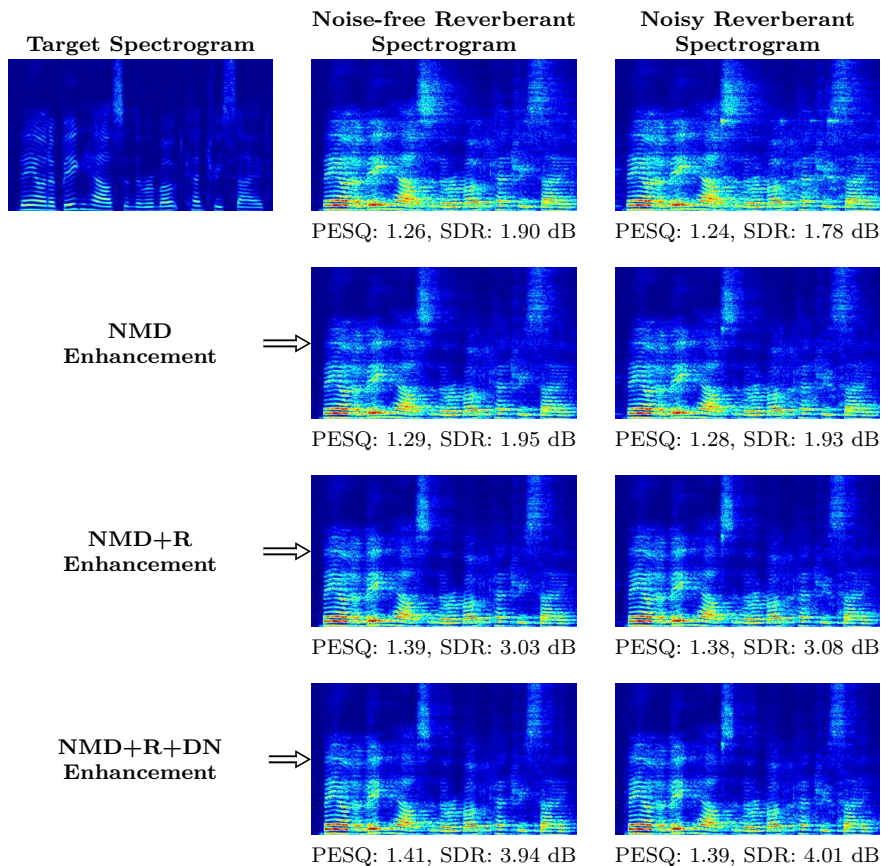 Target Spectrogram
Noise-free Reverberant
Spectrogram
Noisy Reverberant
Spectrogram
PESQ: 1.26, SDR: 1.90 dB
PESQ: 1.24, SDR: 1.78 dB
NMD
Enhancement
PESQ: 1.29, SDR: 1.95 dB
PESQ: 1.28, SDR: 1.93 dB
NMD+R
Enhancement
PESQ: 1.39, SDR: 3.03 dB
PESQ: 1.38, SDR: 3.08 dB
NMD+R+DN
Enhancement
PESQ: 1.41, SDR: 3.94 dB
PESQ: 1.39, SDR: 4.01 dB